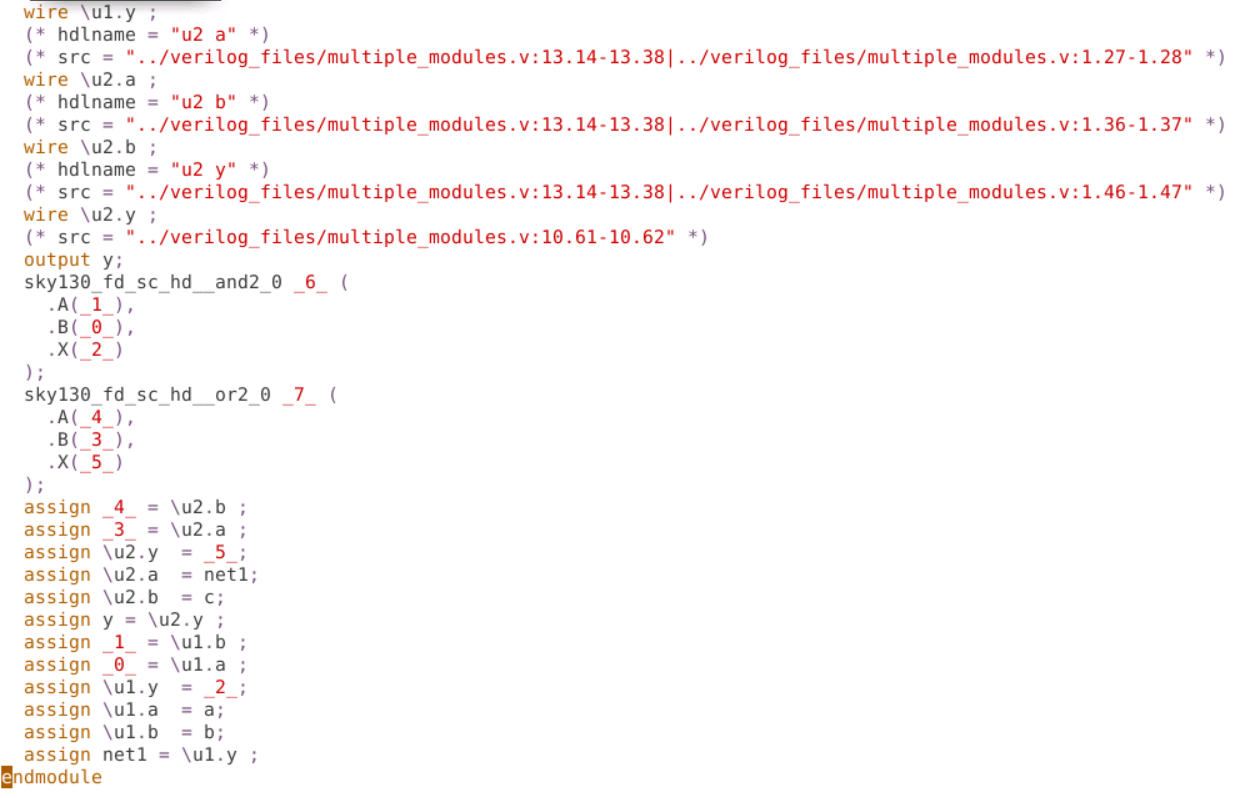 wire \u1.y ;
(* hdlname = "u2 a" *)
(* src = "../verilog_files/multiple_modules.v:13.14-13.38|../verilog_files/multiple_modules.v:1.27-1.28" *)
wire \u2.a ;
(* hdlname = "u2 b" *)
(* src = "../verilog_files/multiple_modules.v:13.14-13.38|../verilog_files/multiple_modules.v:1.36-1.37" *)
wire \u2.b ;
(* hdlname = "u2 y" *)
(* src = "../verilog_files/multiple_modules.v:13.14-13.38|../verilog_files/multiple_modules.v:1.46-1.47" *)
wire \u2.y ;
(* src = "../verilog_files/multiple_modules.v:10.61-10.62" *)
output y;
sky130_fd_sc_hd__and2_0 _6_ (
.A(_1_),
.B(_0_),
.X(_2_)
);
sky130_fd_sc_hd__or2_0 _7_ (
.A(_4_),
.B(_3_),
.X(_5_)
);
assign _4_ = \u2.b ;
assign _3_ = \u2.a ;
assign \u2.y  = _5_;
assign \u2.a  = net1;
assign \u2.b  = c;
assign y = \u2.y ;
assign _1_ = \u1.b ;
assign _0_ = \u1.a ;
assign \u1.y  = _2_;
assign \u1.a  = a;
assign \u1.b  = b;
assign net1 = \u1.y ;
endmodule